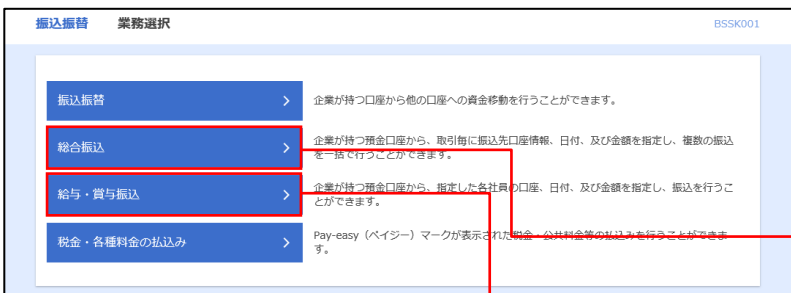 振込振替 業務選択 BSSK001
振込振替 企業が持つ口座から他の口座への資金移動を行うことができます。
総合振込 企業が持つ預金口座から、取引毎に振込先口座情報、日付、及び金額を指定し、複数の振込
を一括で行うことができます。
給与・賞与振込 企業が持つ預金口座から、指定した各社員の口座、日付、及び金額を指定し、振込を行うこ
とができます。
税金・各種料金の払込み Pay-easy（ペイジー）マークが表示された税金・公共料金等の払込みを行うことができま
す。